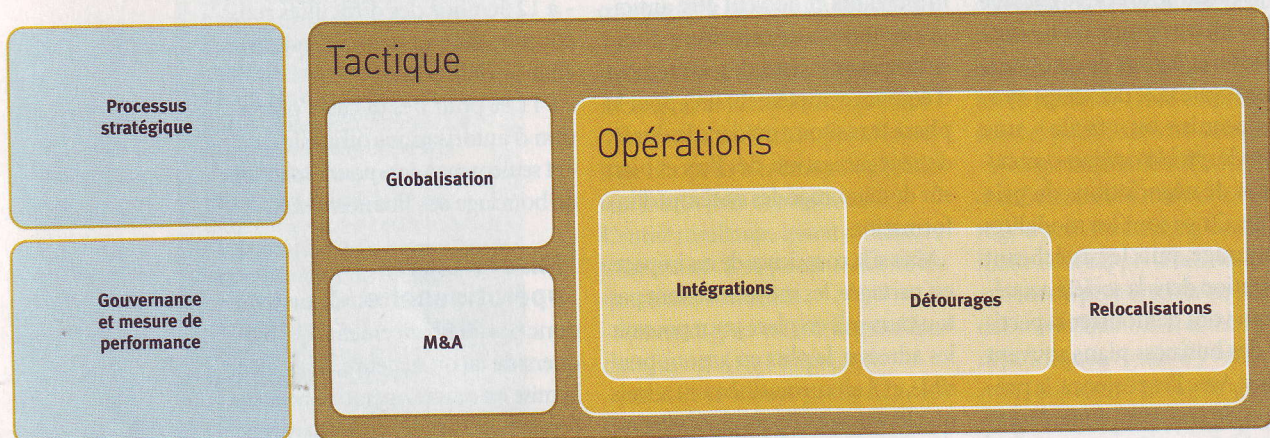 Processus
stratégique
Gouvernance
et mesure de
performance
Tactique
Globalisation
M&A
Opérations
Intégrations
Détourages
Relocalisations